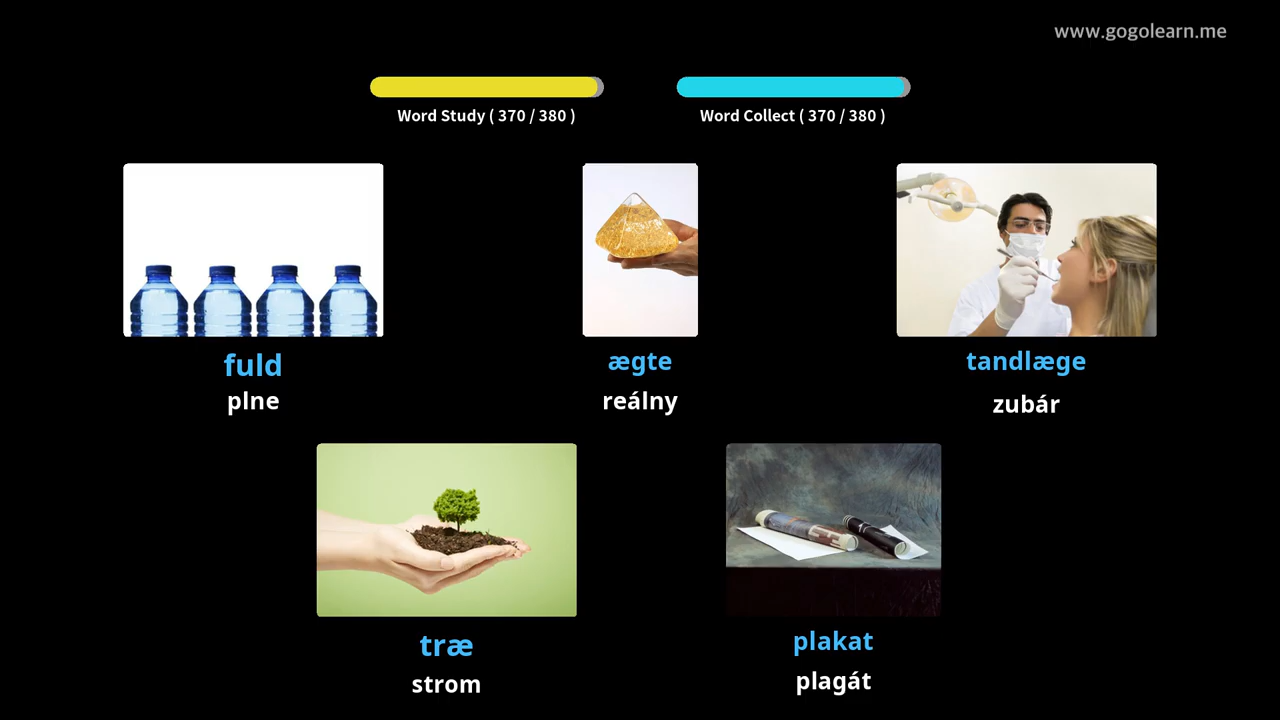 www.gogolearn.me
Word Study ( 370 / 380 )
Word Collect ( 370 / 380 )
fuld
plne
ægte
reálny
tandlæge
zubár
træ
strom
plakat
plagát